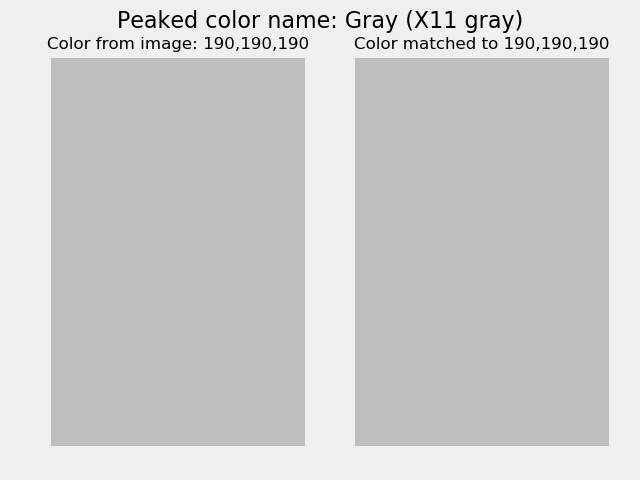 Peaked color name: Gray (X11 gray)
Color from image: 190,190,190
Color matched to 190,190,190